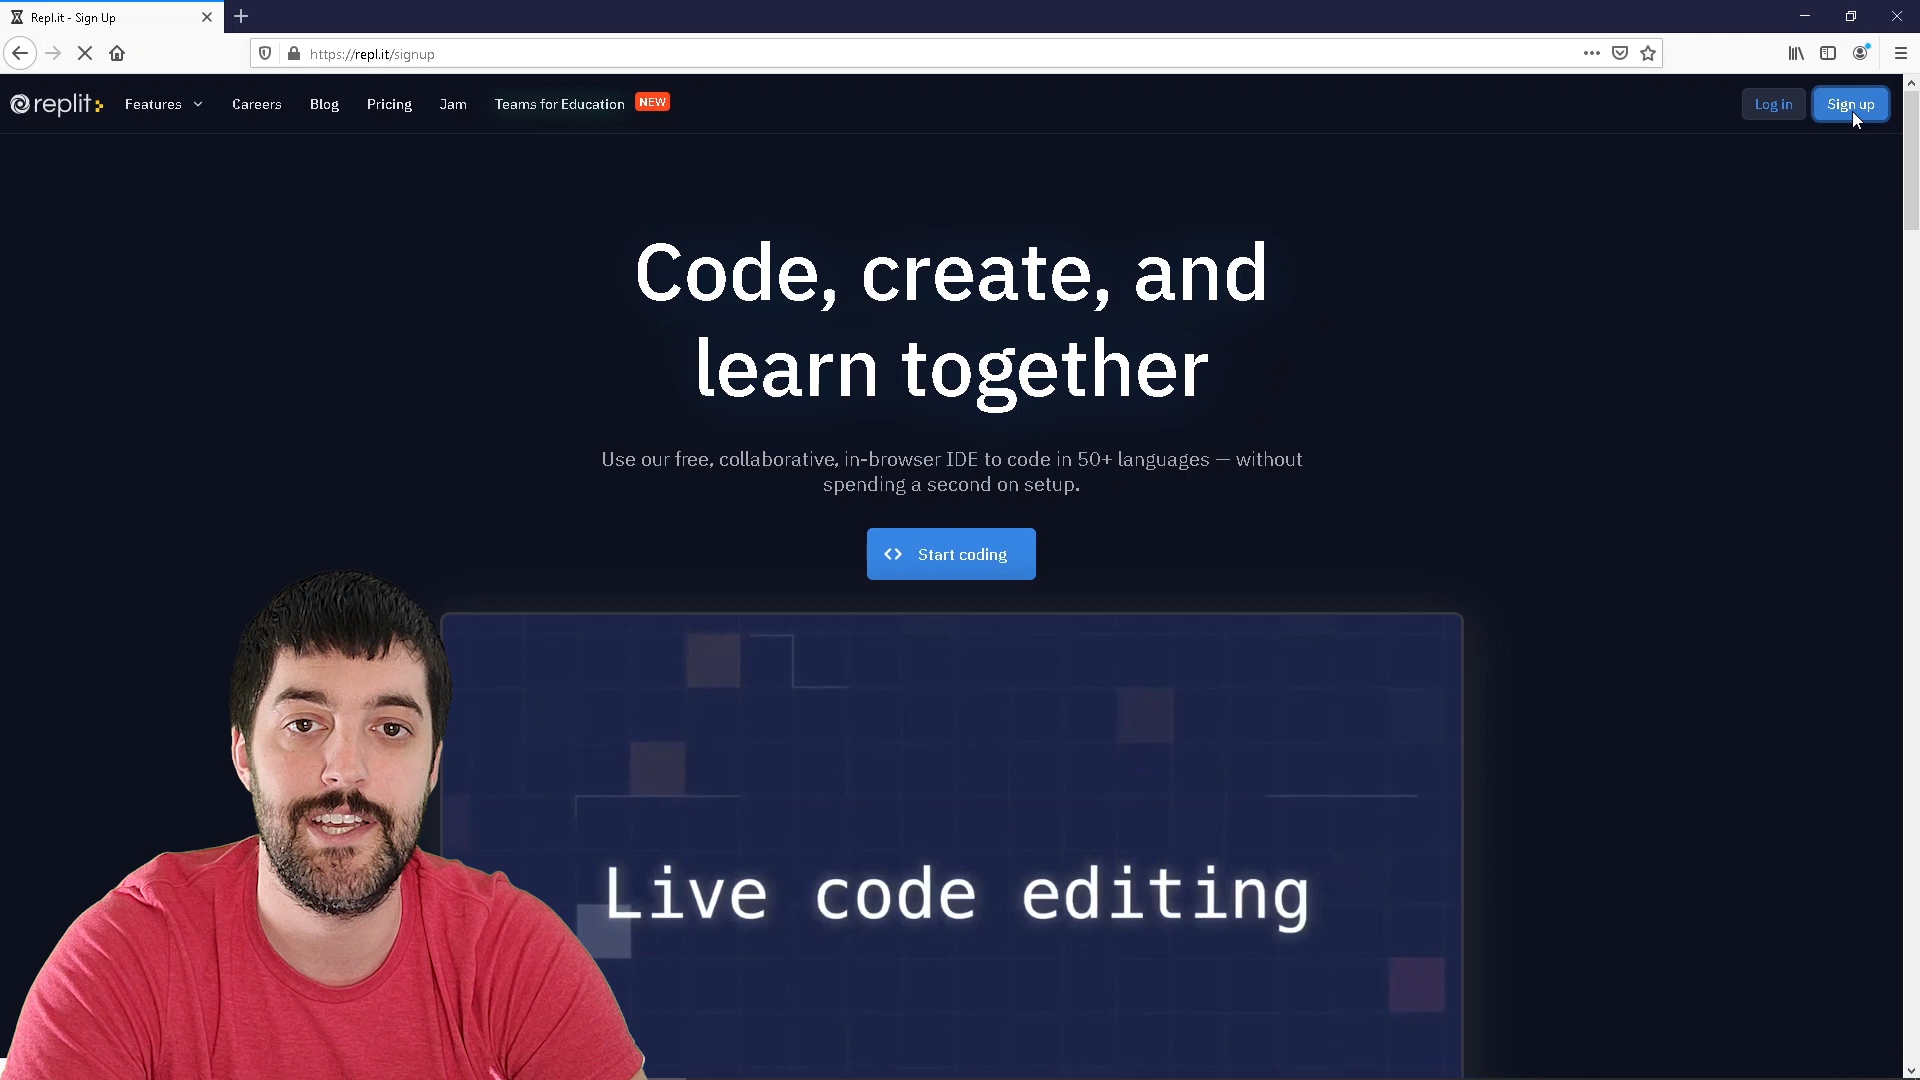 Repl.it - Sign Up
https://repl.it/signup
replit
Features
Careers
Blog
Pricing
Jam
Teams for Education
NEW
Log in
Sign up
Code, create, and
learn together
Use our free, collaborative, in-browser IDE to code in 50+ languages — without
spending a second on setup.
<> Start coding
Live code editing